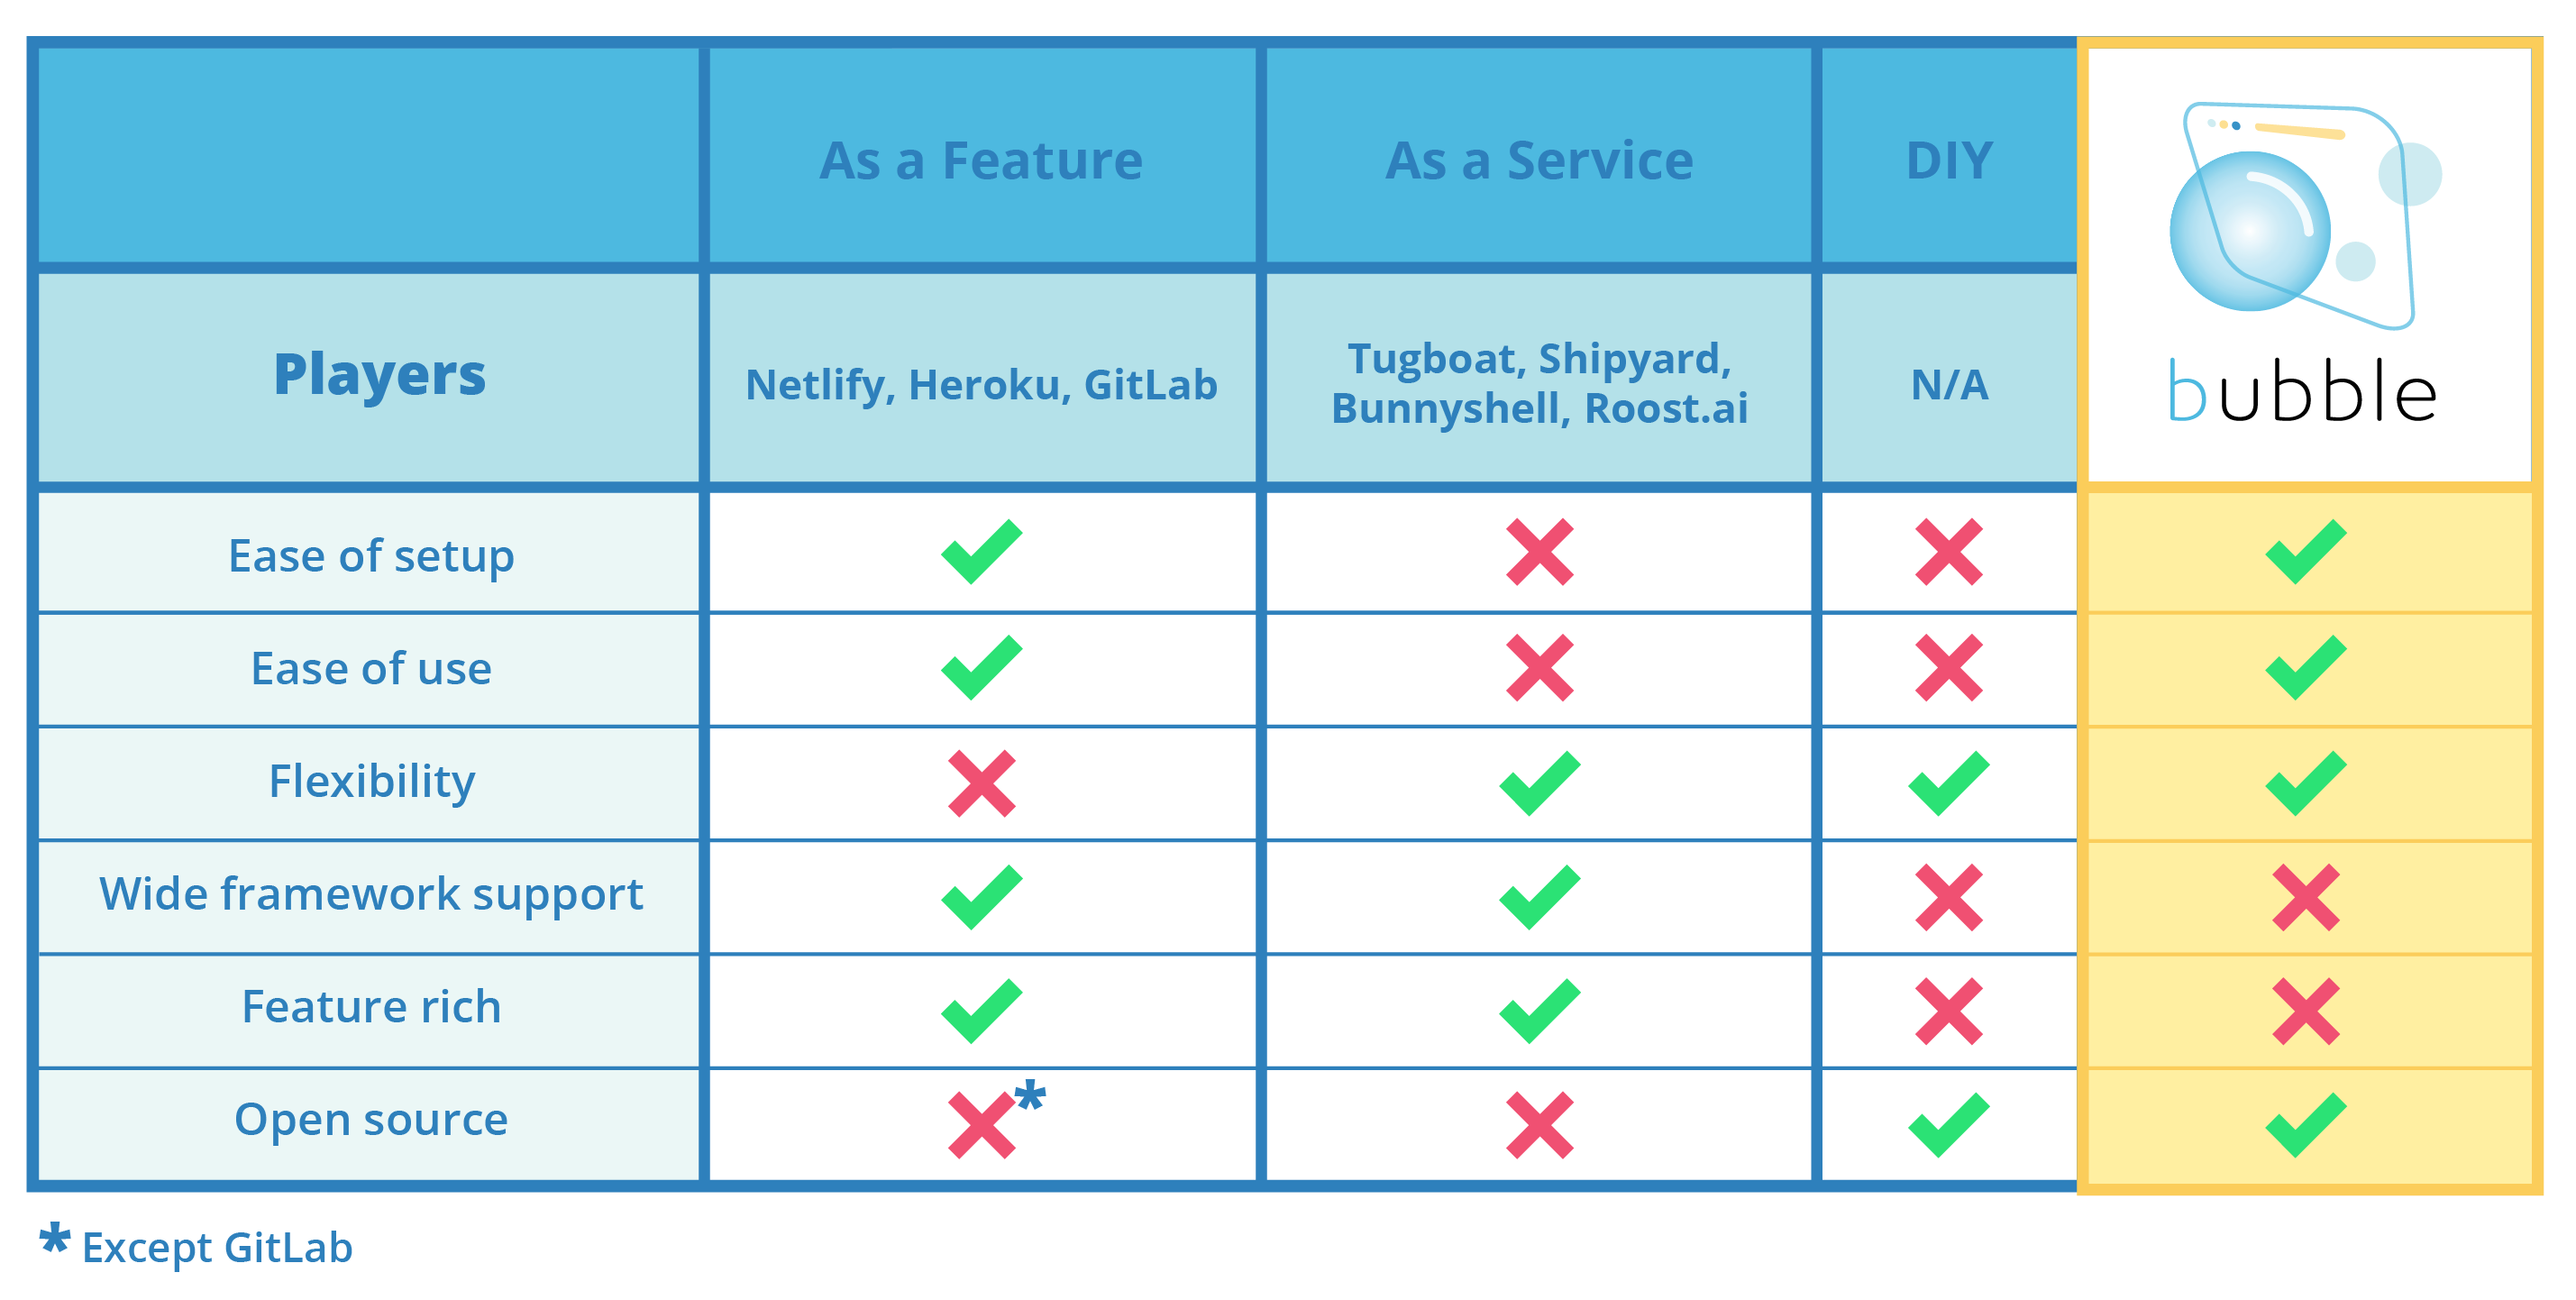 As a Feature
As a Service
DIY
Players
Netlify, Heroku, GitLab
Tugboat, Shipyard,
Bunnyshell, Roost.ai
N/A
bubble
Ease of setup
Ease of use
Flexibility
Wide framework support
Feature rich
Open source
*
* Except GitLab